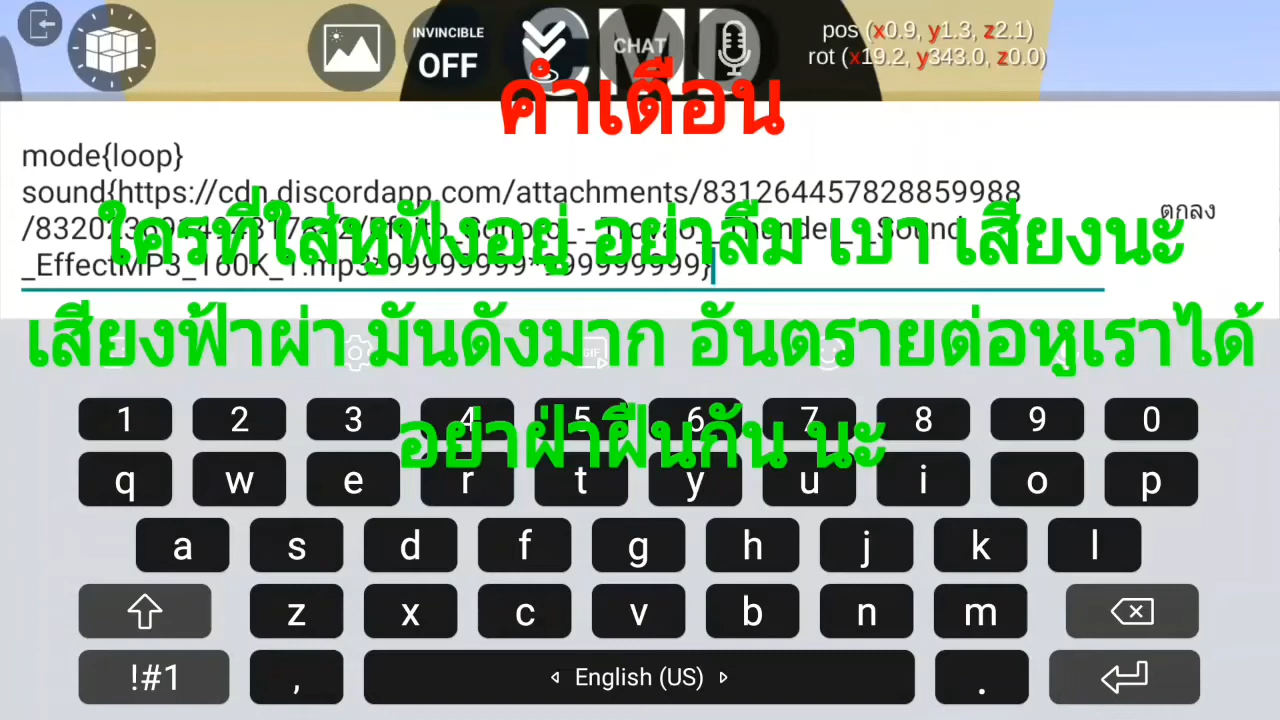 INVINCIBLE
OFF
CMD
CHAT
pos (x0.9, y1.3, z2.1)
rot (x19.2, y343.0, z0.0)
คำเตือน
mode{loop}
sound{https://cdn.discordapp.com/attachments/831264457828859988
ตกลง
ใครที่ใส่หูฟังอยู่ อย่าลืม เบา เสียงนะ
_EffectMP3_160K_1.mp3*99999999*999999999}
เสียงฟ้าผ่า มันดังมาก อันตรายต่อหูเราได้
GIF
อย่าฝ่าฝืนกัน นะ
1 2 3 4 5 6 7 8 9 0
q w e r t y u i o p
a s d f g h j k l
z x c v b n m
!#1 , English (US) .